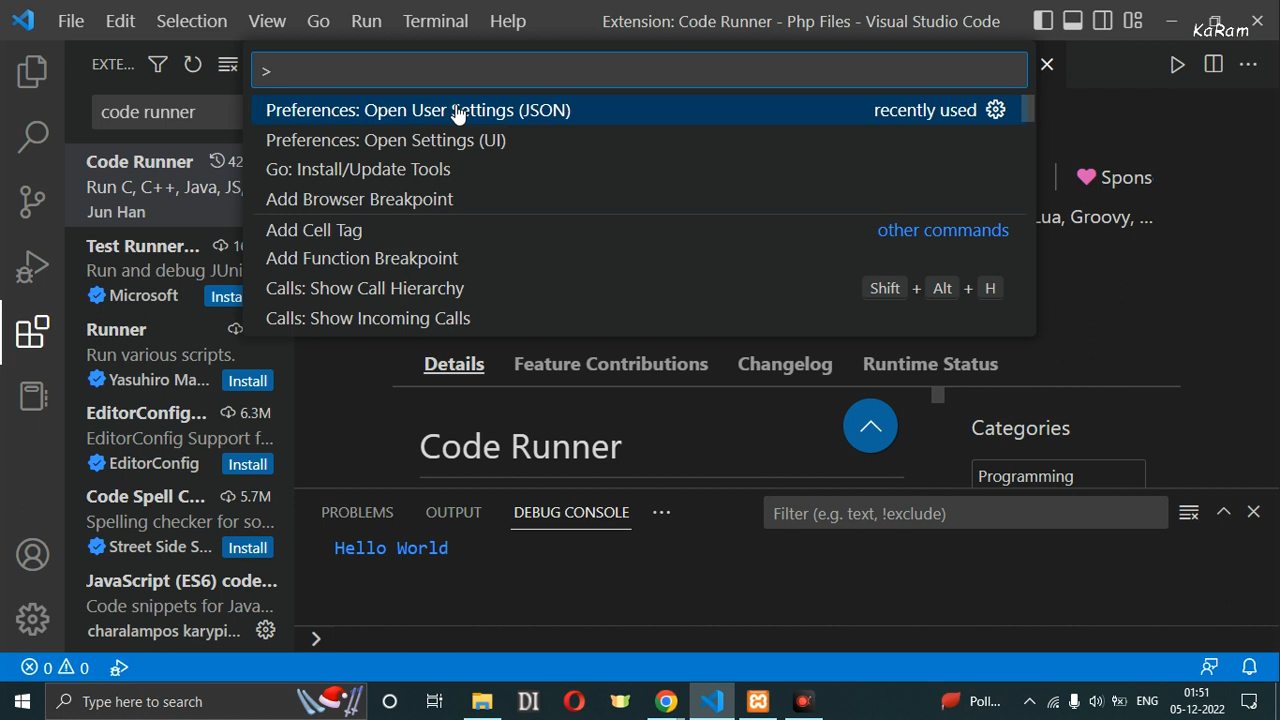 File Edit Selection View Go Run Terminal Help Extension: Code Runner - Php Files - Visual Studio Code
KaRam
EXTE...
>
code runner
Preferences: Open User Settings (JSON) recently used
Preferences: Open Settings (UI)
Go: Install/Update Tools
Add Browser Breakpoint
Add Cell Tag other commands
Add Function Breakpoint
Calls: Show Call Hierarchy Shift + Alt + H
Calls: Show Incoming Calls
Code Runner 42
Run C, C++, Java, JS,
Jun Han
Test Runner...
Run and debug JUni
Microsoft Insta
Runner
Run various scripts.
Yasuhiro Ma... Install
EditorConfig... 6.3M
EditorConfig Support f...
EditorConfig Install
Code Spell C... 5.7M
Spelling checker for so...
Street Side S... Install
JavaScript (ES6) code...
Code snippets for Java...
charalampos karypi...
Spons
Lua, Groovy, ...
Details Feature Contributions Changelog Runtime Status
Code Runner
Categories
Programming
PROBLEMS OUTPUT DEBUG CONSOLE ... Filter (e.g. text, !exclude)
Hello World
0 0
Type here to search
DI
Poll... ENG 01:51
05-12-2022